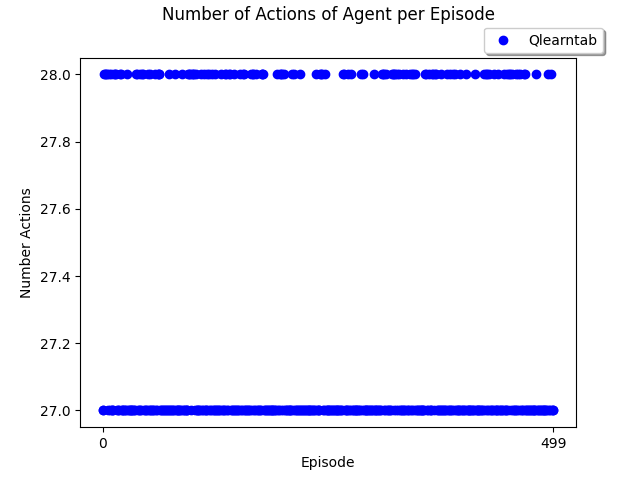 Number of Actions of Agent per Episode
Qlearntab
28.0
27.8
27.6
27.4
27.2
27.0
Number Actions
0 499
Episode